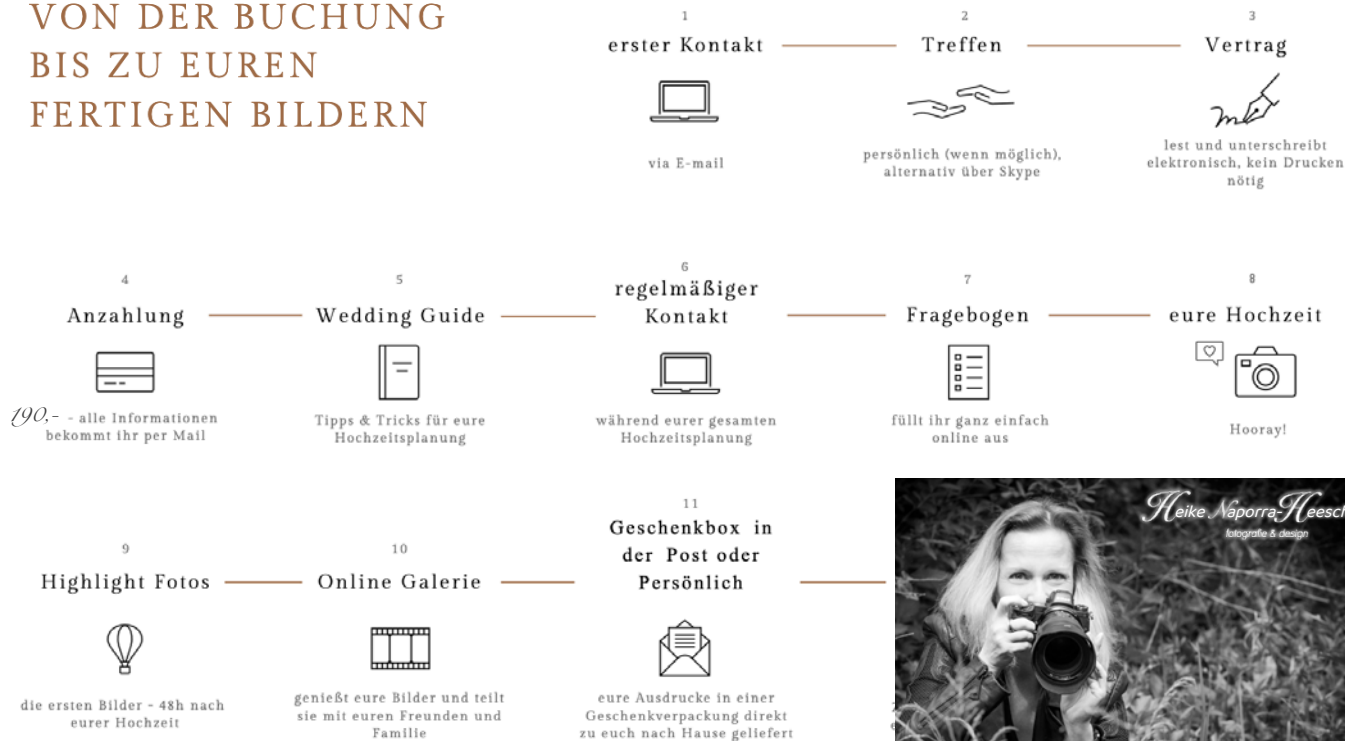 VON DER BUCHUNG
BIS ZU EUREN
FERTIGEN BILDERN
1
erster Kontakt
via E-mail
2
Treffen
persönlich (wenn möglich),
alternativ über Skype
3
Vertrag
lest und unterschreibt
elektronisch, kein Drucken
nötig
4
Anzahlung
190,- - alle Informationen
bekommt ihr per Mail
5
Wedding Guide
Tipps & Tricks für eure
Hochzeitsplanung
6
regelmäßiger
Kontakt
während eurer gesamten
Hochzeitsplanung
7
Fragebogen
füllt ihr ganz einfach
online aus
8
eure Hochzeit
Hooray!
9
Highlight Fotos
die ersten Bilder - 48h nach
eurer Hochzeit
10
Online Galerie
genießt eure Bilder und teilt
sie mit euren Freunden und
Familie
11
Geschenkbox in
der Post oder
Persönlich
eure Ausdrucke in einer
Geschenkverpackung direkt
zu euch nach Hause geliefert
Heike Naporra-Heesch
fotografie & design